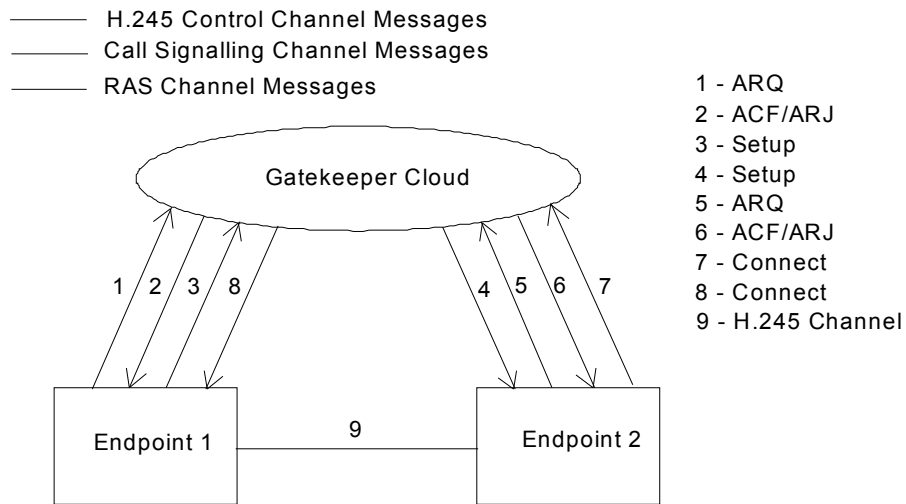 H.245 Control Channel Messages
Call Signalling Channel Messages
RAS Channel Messages
1 - ARQ
2 - ACF/ARJ
3 - Setup
4 - Setup
5 - ARQ
6 - ACF/ARJ
7 - Connect
8 - Connect
9 - H.245 Channel
Gatekeeper Cloud
1 2 3 8 4 5 6 7
9
Endpoint 1
Endpoint 2